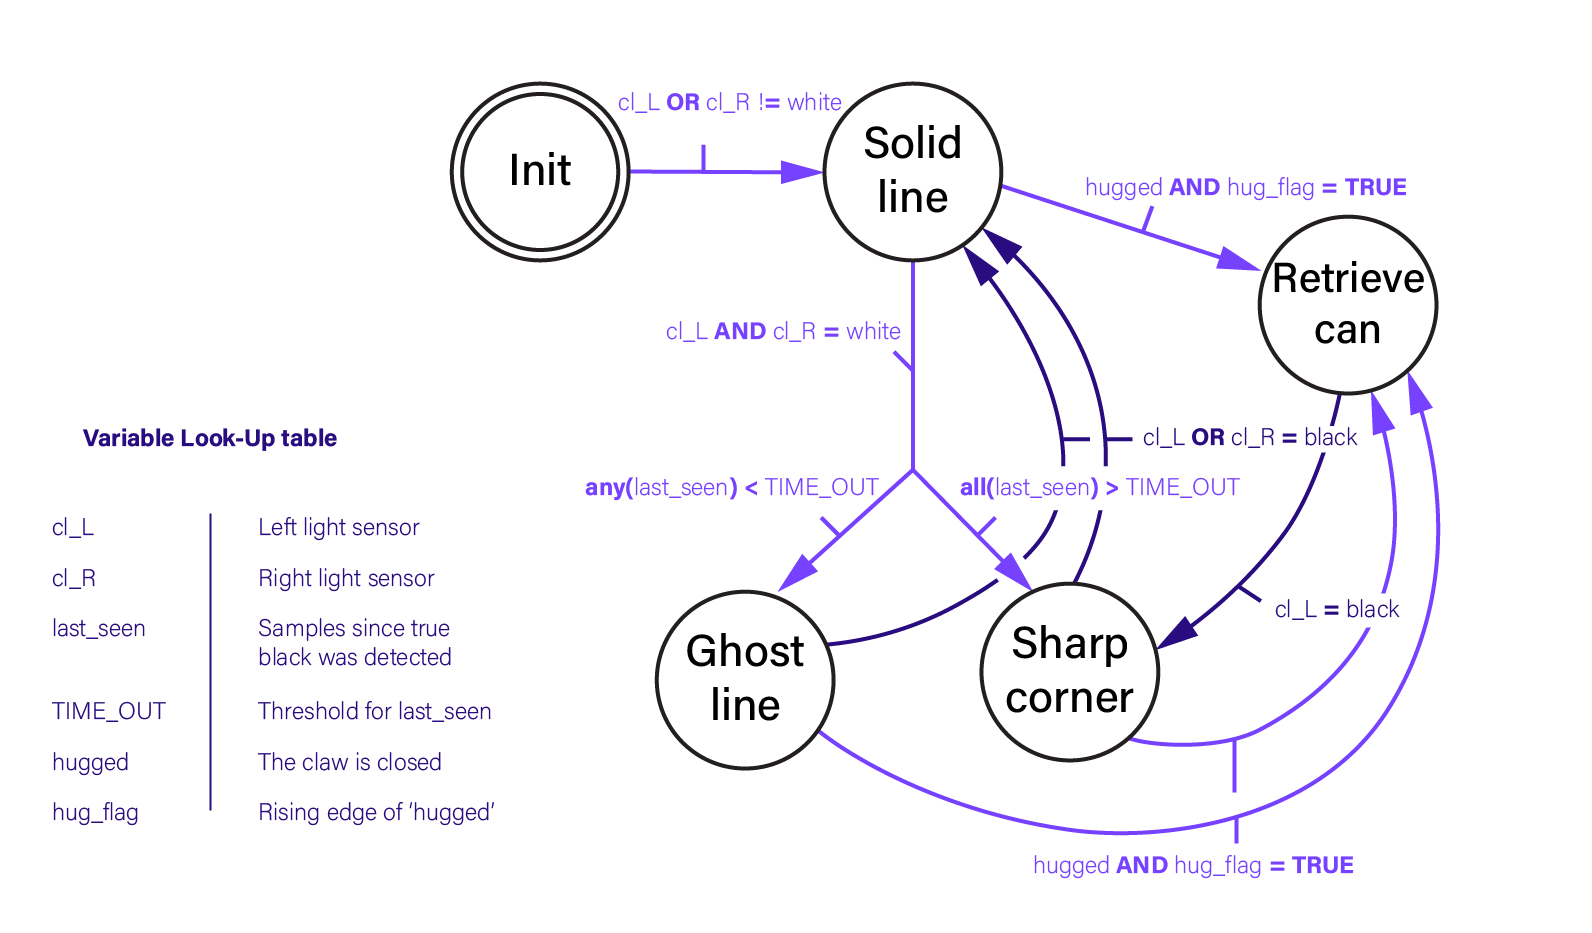 cl_L OR cl_R != white
Init
Solid
line
hugged AND hug_flag = TRUE
Retrieve
can
cl_L AND cl_R = white
cl_L OR cl_R = black
any(last_seen) < TIME_OUT
all(last_seen) > TIME_OUT
cl_L = black
Ghost
line
Sharp
corner
hugged AND hug_flag = TRUE
Variable Look-Up table
cl_L Left light sensor
cl_R Right light sensor
last_seen Samples since true
black was detected
TIME_OUT Threshold for last_seen
hugged The claw is closed
hug_flag Rising edge of ‘hugged’